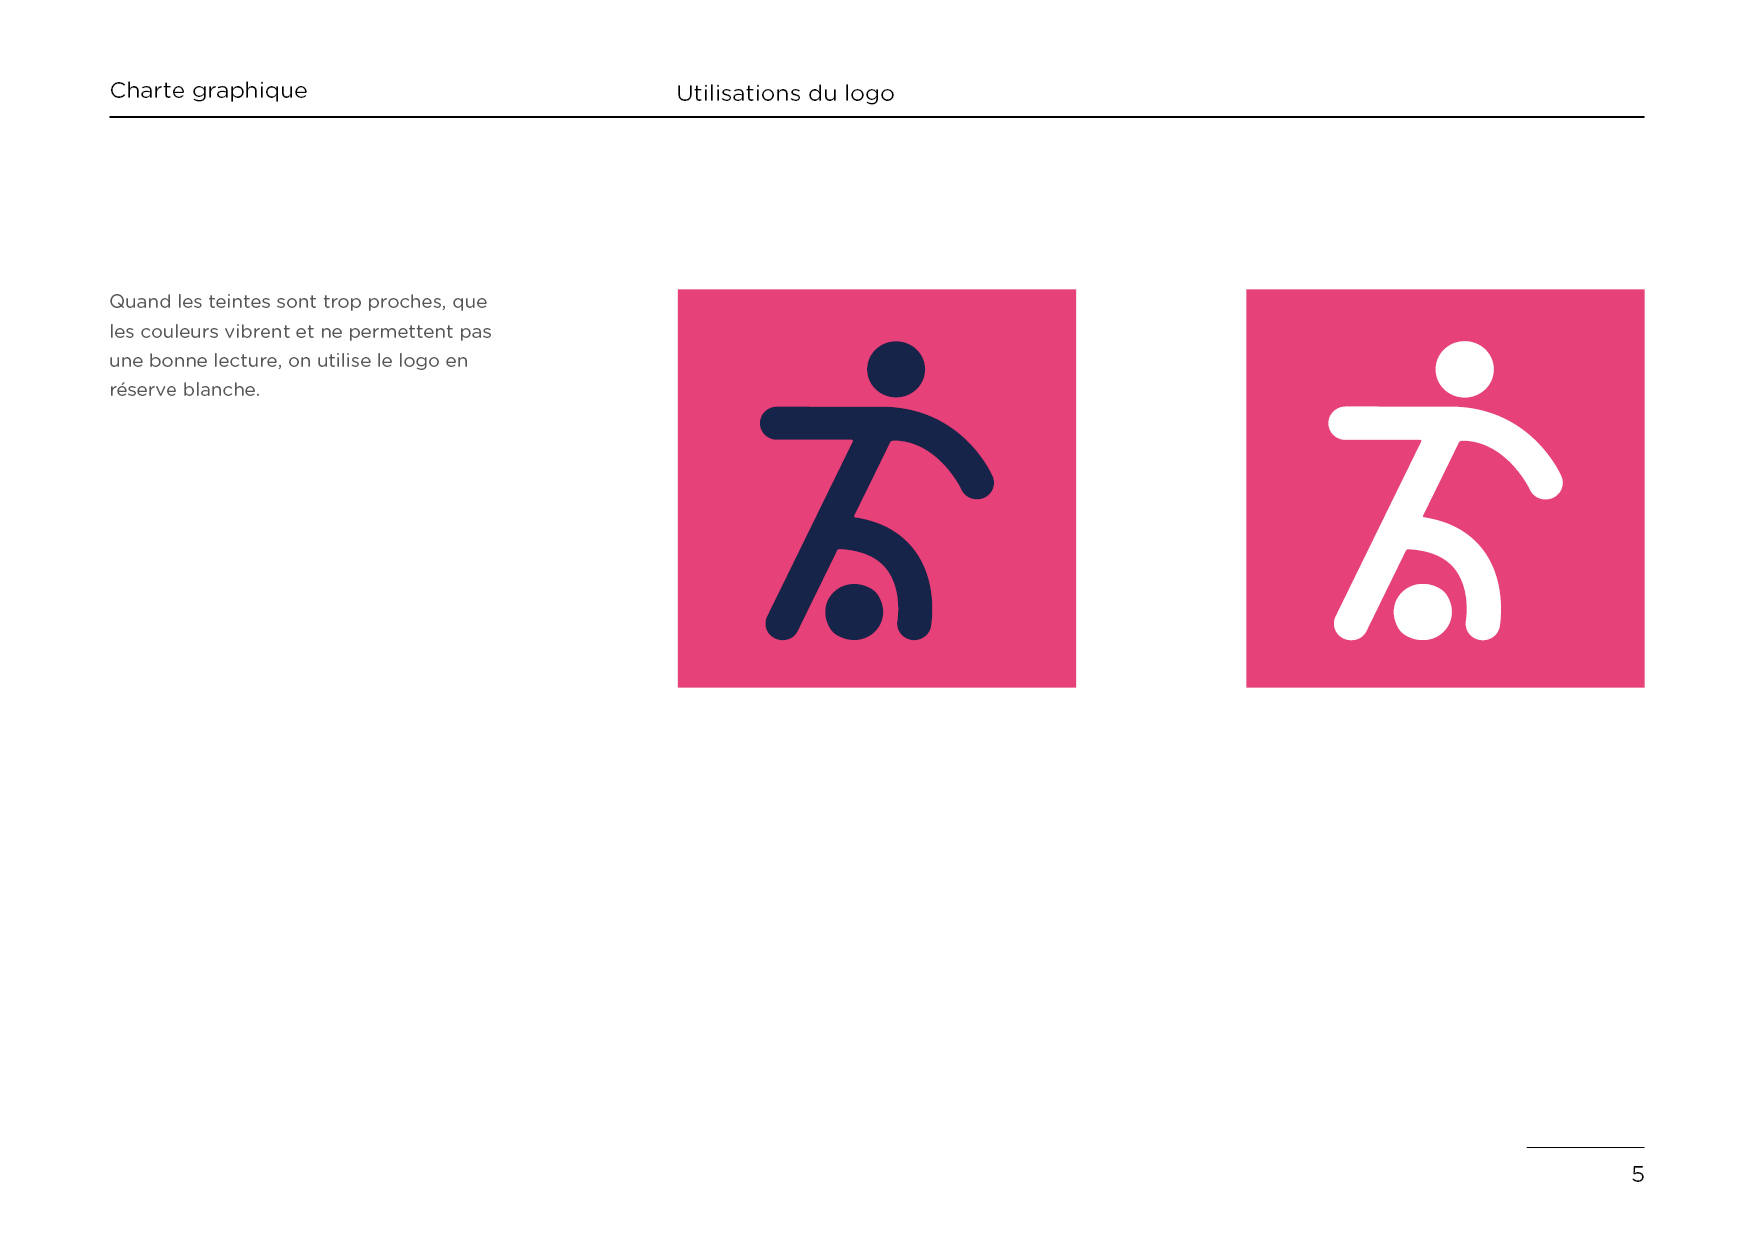 Charte graphique
Utilisations du logo
Quand les teintes sont trop proches, que
les couleurs vibrent et ne permettent pas
une bonne lecture, on utilise le logo en
réserve blanche.
5